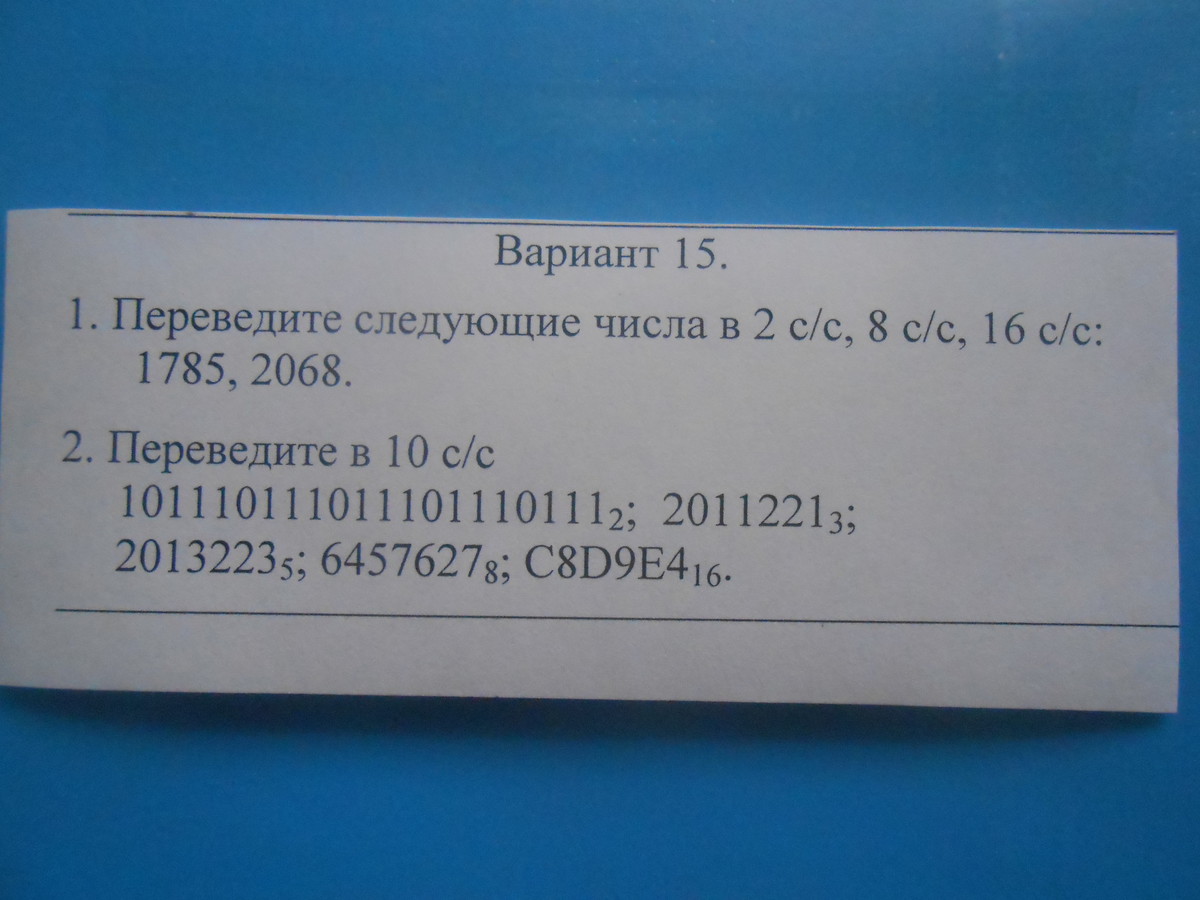 Вариант 15.
1. Переведите следующие числа в 2 с/с, 8 с/с, 16 с/с:
1785, 2068.
2. Переведите в 10 с/с
10111011101110111011₂; 2011221₃;
2013223₅; 6457627₈; C8D9E4₁₆.